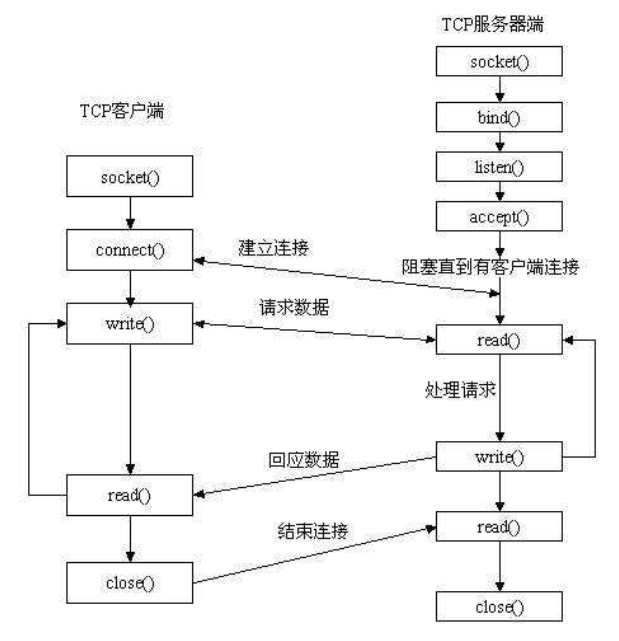 TCP服务器端
socket()
bind()
TCP客户端
listen()
socket()
accept()
connect()
建立连接
阻塞直到有客户端连接
请求数据
write()
read()
处理请求
回应数据
write()
read()
结束连接
read()
close()
close()